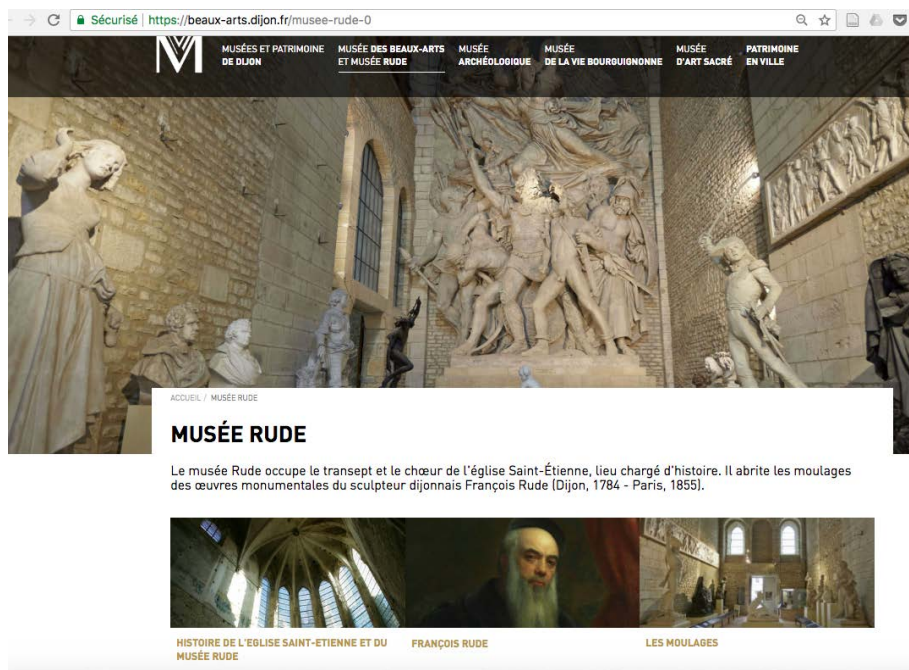 Sécurisé | https://beaux-arts.dijon.fr/musee-rude-0
MUSÉES ET PATRIMOINE
DE DIJON
MUSÉE DES BEAUX-ARTS
ET MUSÉE RUDE
MUSÉE
ARCHÉOLOGIQUE
MUSÉE
DE LA VIE BOURGUIGNONNE
MUSÉE
D'ART SACRÉ
PATRIMOINE
EN VILLE
ACCUEIL / MUSÉE RUDE
MUSÉE RUDE
Le musée Rude occupe le transept et le chœur de l'église Saint-Étienne, lieu chargé d'histoire. Il abrite les moulages
des œuvres monumentales du sculpteur dijonnais François Rude (Dijon, 1784 - Paris, 1855).
HISTOIRE DE L'EGLISE SAINT-ETIENNE ET DU
MUSÉE RUDE
FRANÇOIS RUDE
LES MOULAGES